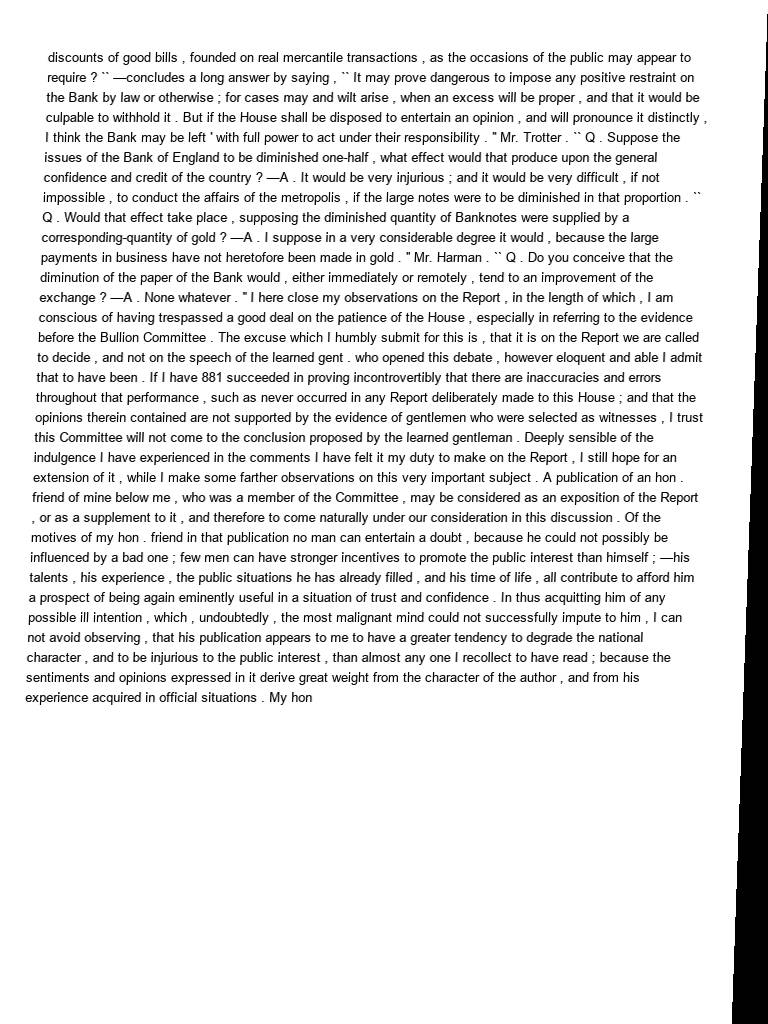 discounts of good bills , founded on real mercantile transactions , as the occasions of the public may appear to
require ? `` —concludes a long answer by saying , `` It may prove dangerous to impose any positive restraint on
the Bank by law or otherwise ; for cases may and wilt arise , when an excess will be proper , and that it would be
culpable to withhold it . But if the House shall be disposed to entertain an opinion , and will pronounce it distinctly ,
I think the Bank may be left ' with full power to act under their responsibility . " Mr. Trotter . `` Q . Suppose the
issues of the Bank of England to be diminished one-half , what effect would that produce upon the general
confidence and credit of the country ? —A . It would be very injurious ; and it would be very difficult , if not
impossible , to conduct the affairs of the metropolis , if the large notes were to be diminished in that proportion . ``
Q . Would that effect take place , supposing the diminished quantity of Banknotes were supplied by a
corresponding-quantity of gold ? —A . I suppose in a very considerable degree it would , because the large
payments in business have not heretofore been made in gold . " Mr. Harman . `` Q . Do you conceive that the
diminution of the paper of the Bank would , either immediately or remotely , tend to an improvement of the
exchange ? —A . None whatever . " I here close my observations on the Report , in the length of which , I am
conscious of having trespassed a good deal on the patience of the House , especially in referring to the evidence
before the Bullion Committee . The excuse which I humbly submit for this is , that it is on the Report we are called
to decide , and not on the speech of the learned gent . who opened this debate , however eloquent and able I admit
that to have been . If I have 881 succeeded in proving incontrovertibly that there are inaccuracies and errors
throughout that performance , such as never occurred in any Report deliberately made to this House ; and that the
opinions therein contained are not supported by the evidence of gentlemen who were selected as witnesses , I trust
this Committee will not come to the conclusion proposed by the learned gentleman . Deeply sensible of the
indulgence I have experienced in the comments I have felt it my duty to make on the Report , I still hope for an
extension of it , while I make some farther observations on this very important subject . A publication of an hon .
friend of mine below me , who was a member of the Committee , may be considered as an exposition of the Report
, or as a supplement to it , and therefore to come naturally under our consideration in this discussion . Of the
motives of my hon . friend in that publication no man can entertain a doubt , because he could not possibly be
influenced by a bad one ; few men can have stronger incentives to promote the public interest than himself ; —his
talents , his experience , the public situations he has already filled , and his time of life , all contribute to afford him
a prospect of being again eminently useful in a situation of trust and confidence . In thus acquitting him of any
possible ill intention , which , undoubtedly , the most malignant mind could not successfully impute to him , I can
not avoid observing , that his publication appears to me to have a greater tendency to degrade the national
character , and to be injurious to the public interest , than almost any one I recollect to have read ; because the
sentiments and opinions expressed in it derive great weight from the character of the author , and from his
experience acquired in official situations . My hon